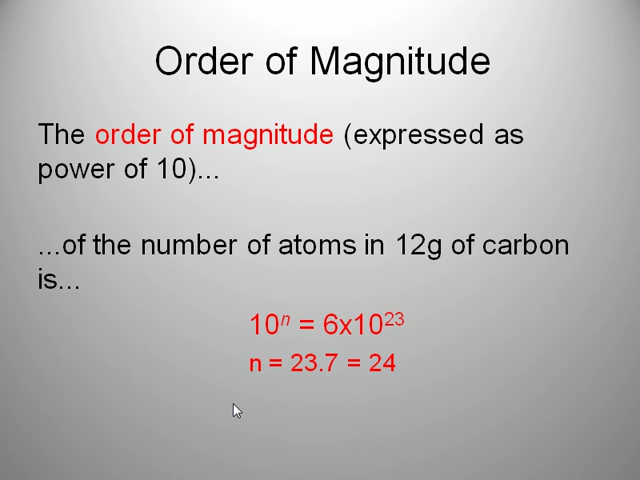 Order of Magnitude
The order of magnitude (expressed as
power of 10)...
...of the number of atoms in 12g of carbon
is...
10ⁿ = 6x10²³
n = 23.7 = 24